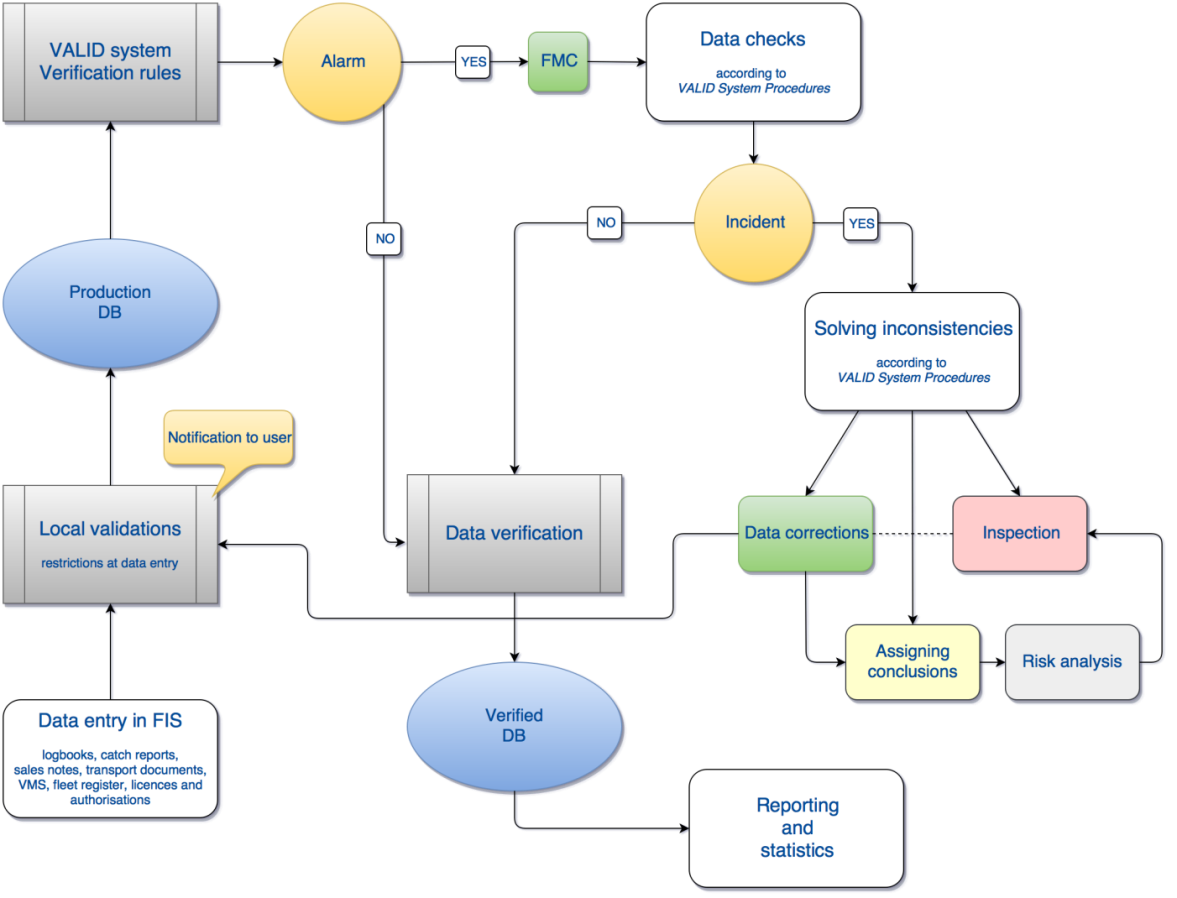 VALID system
Verification rules
Alarm
YES
FMC
Data checks
according to
VALID System Procedures
NO
Incident
YES
NO
Production
DB
Solving inconsistencies
according to
VALID System Procedures
Notification to user
Local validations
restrictions at data entry
Data verification
Data corrections
Inspection
Assigning
conclusions
Risk analysis
Data entry in FIS
logbooks, catch reports,
sales notes, transport documents,
VMS, fleet register, licences and
authorisations
Verified
DB
Reporting
and
statistics